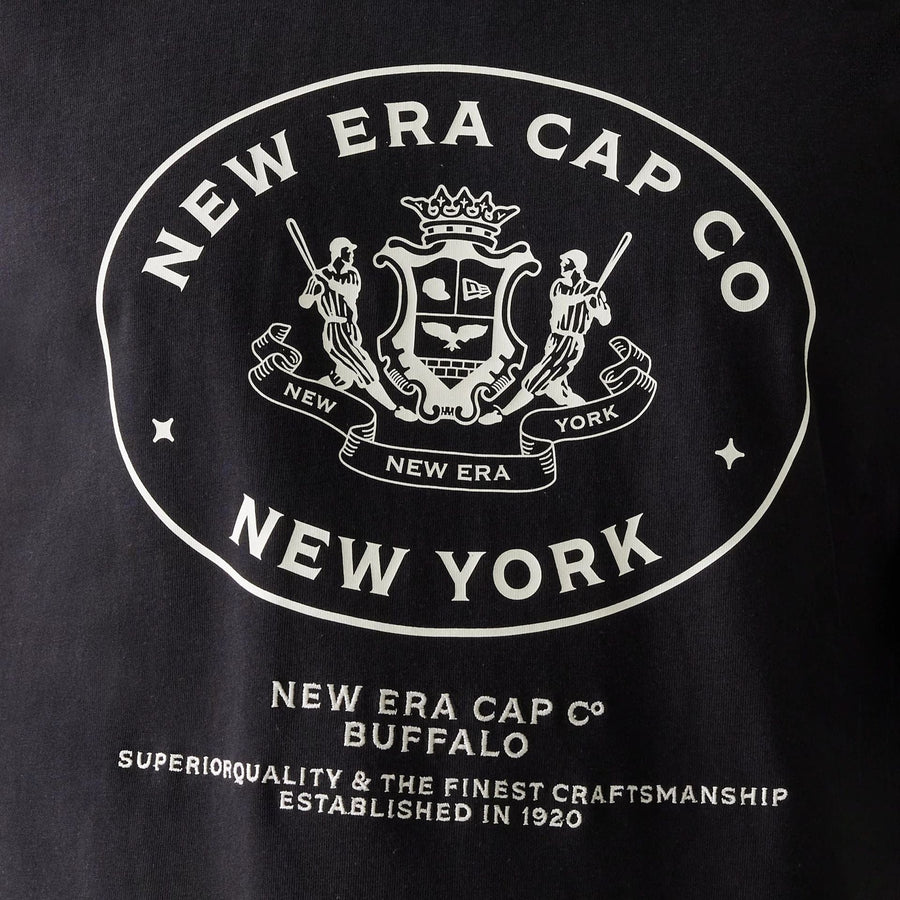 NEW ERA CAP CO
NEW
YORK
NEW ERA
NEW YORK
NEW ERA CAP Cº
BUFFALO
SUPERIORQUALITY & THE FINEST CRAFTSMANSHIP
ESTABLISHED IN 1920